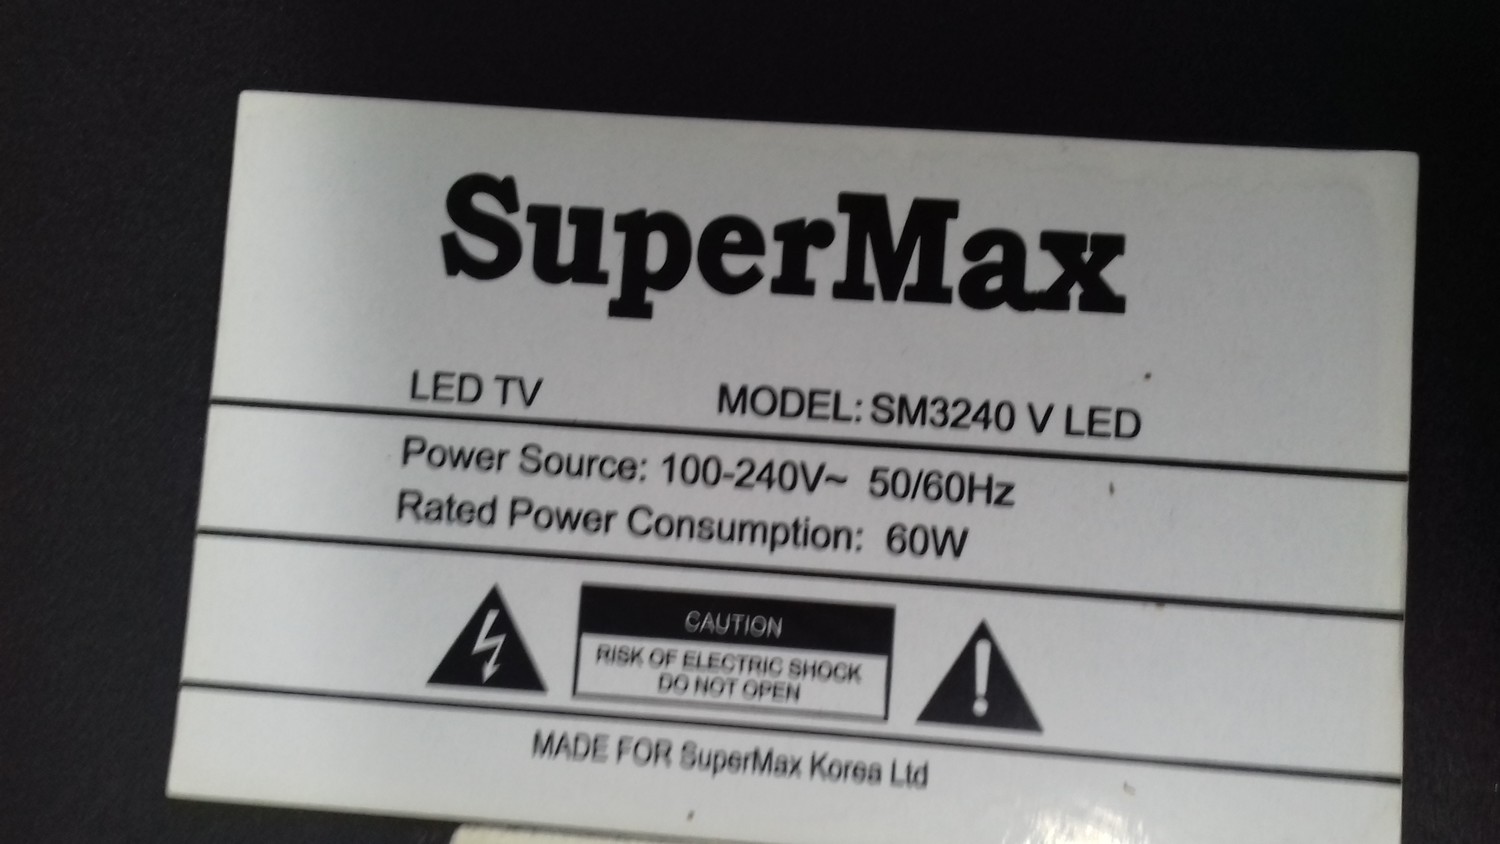 SuperMax
LED TV MODEL: SM3240 V LED
Power Source: 100-240V~ 50/60Hz
Rated Power Consumption: 60W
CAUTION
RISK OF ELECTRIC SHOCK
DO NOT OPEN
MADE FOR SuperMax Korea Ltd